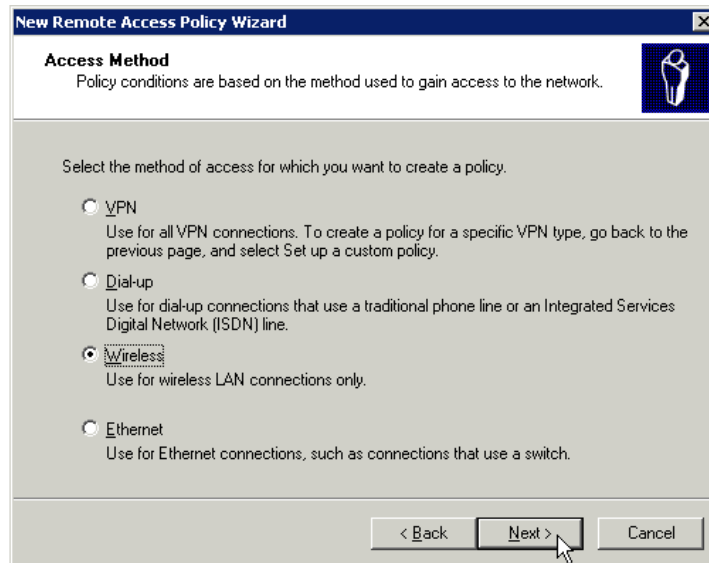 New Remote Access Policy Wizard
Access Method
Policy conditions are based on the method used to gain access to the network.
Select the method of access for which you want to create a policy.
VPN
Use for all VPN connections. To create a policy for a specific VPN type, go back to the
previous page, and select Set up a custom policy.
Dial-up
Use for dial-up connections that use a traditional phone line or an Integrated Services
Digital Network (ISDN) line.
Wireless
Use for wireless LAN connections only.
Ethernet
Use for Ethernet connections, such as connections that use a switch.
< Back Next > Cancel